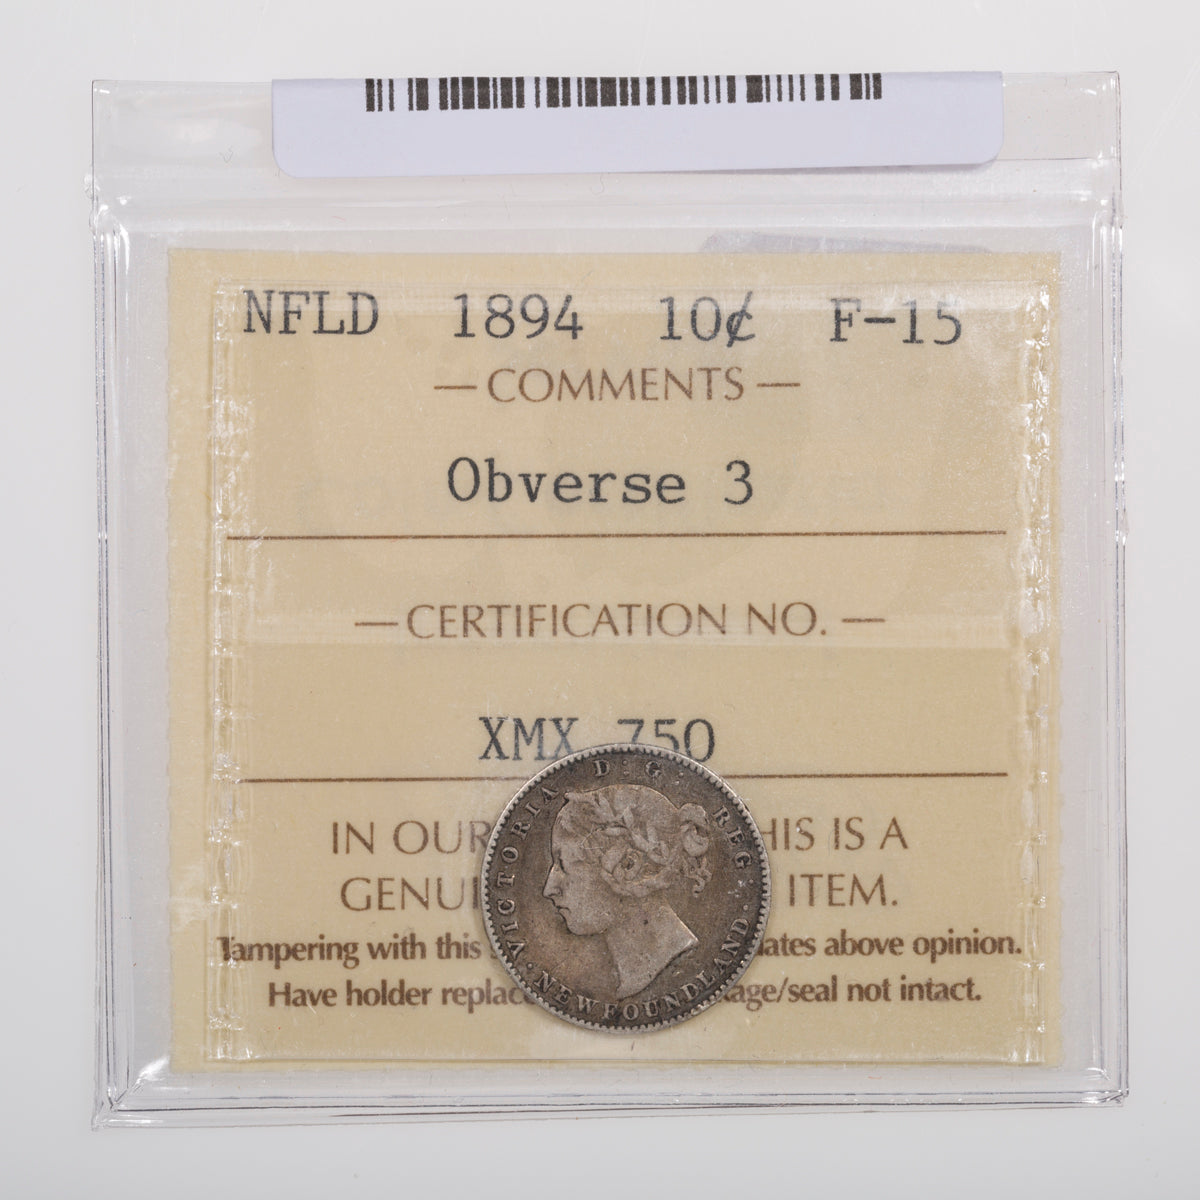 NFLD 1894 10¢ F-15
— COMMENTS —
Obverse 3
— CERTIFICATION NO. —
XMX 750
IN OUR HIS IS A
GENUI ITEM.
Tampering with this ates above opinion.
Have holder replac age/seal not intact.
VICTORIA D:G: REG:
·NEWFOUNDLAND·